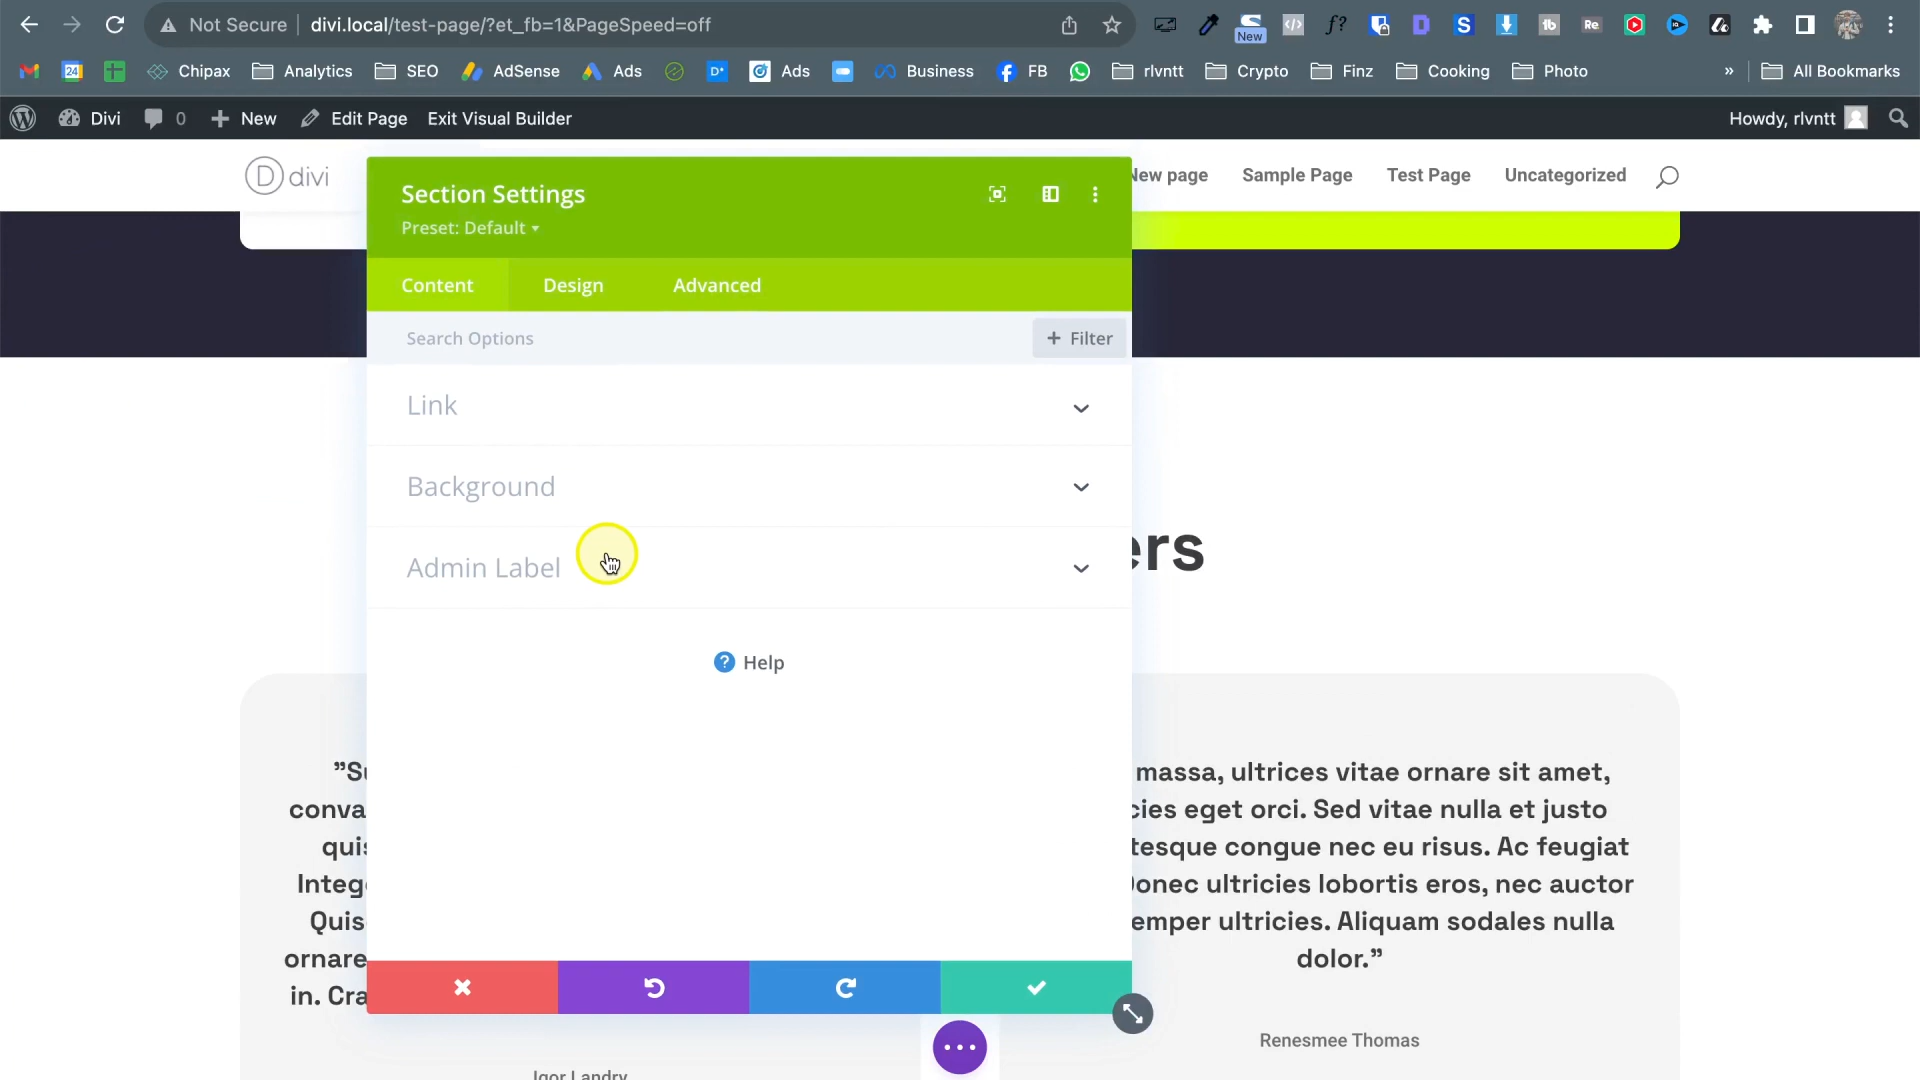 Not Secure divi.local/test-page/?et_fb=1&PageSpeed=off
New
Chipax Analytics SEO AdSense Ads Ads Business FB rlvntt Crypto Finz Cooking Photo » All Bookmarks
Divi 0 New Edit Page Exit Visual Builder Howdy, rlvntt
divi New page Sample Page Test Page Uncategorized
Section Settings
Preset: Default
Content Design Advanced
Search Options + Filter
Link
Background
Admin Label
Help
ers
”Su
massa, ultrices vitae ornare sit amet,
conva
cies eget orci. Sed vitae nulla et justo
quis
tesque congue nec eu risus. Ac feugiat
Intege
Donec ultricies lobortis eros, nec auctor
Quis
emper ultricies. Aliquam sodales nulla
ornare
dolor.”
in. Cra
Renesmee Thomas
Igor Landry